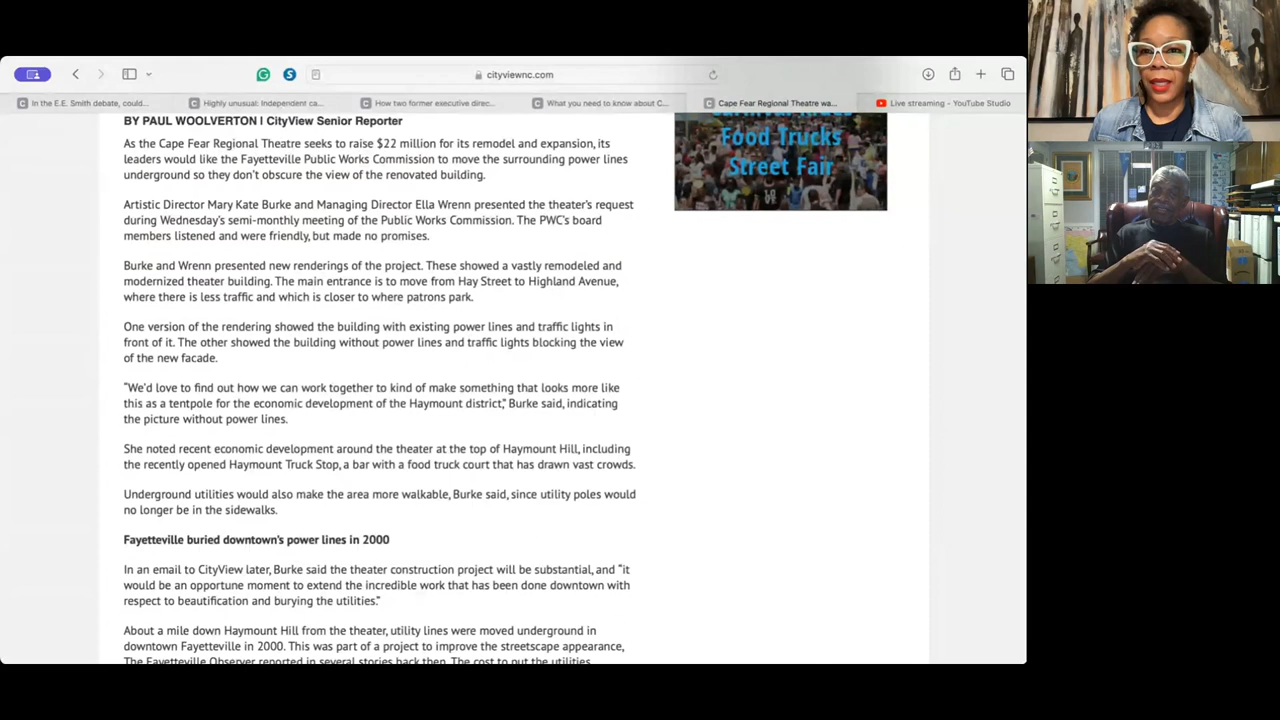 cityviewnc.com
In the E.E. Smith debate, could...
Highly unusual: Independent ca...
How two former executive direc...
What you need to know about C...
Cape Fear Regional Theatre wa...
Live streaming - YouTube Studio
BY PAUL WOOLVERTON | CityView Senior Reporter
As the Cape Fear Regional Theatre seeks to raise $22 million for its remodel and expansion, its
leaders would like the Fayetteville Public Works Commission to move the surrounding power lines
underground so they don't obscure the view of the renovated building.
Artistic Director Mary Kate Burke and Managing Director Ella Wrenn presented the theater's request
during Wednesday's semi-monthly meeting of the Public Works Commission. The PWC's board
members listened and were friendly, but made no promises.
Burke and Wrenn presented new renderings of the project. These showed a vastly remodeled and
modernized theater building. The main entrance is to move from Hay Street to Highland Avenue,
where there is less traffic and which is closer to where patrons park.
One version of the rendering showed the building with existing power lines and traffic lights in
front of it. The other showed the building without power lines and traffic lights blocking the view
of the new facade.
“We'd love to find out how we can work together to kind of make something that looks more like
this as a tentpole for the economic development of the Haymount district,” Burke said, indicating
the picture without power lines.
She noted recent economic development around the theater at the top of Haymount Hill, including
the recently opened Haymount Truck Stop, a bar with a food truck court that has drawn vast crowds.
Underground utilities would also make the area more walkable, Burke said, since utility poles would
no longer be in the sidewalks.
Fayetteville buried downtown's power lines in 2000
In an email to CityView later, Burke said the theater construction project will be substantial, and “it
would be an opportune moment to extend the incredible work that has been done downtown with
respect to beautification and burying the utilities.”
About a mile down Haymount Hill from the theater, utility lines were moved underground in
downtown Fayetteville in 2000. This was part of a project to improve the streetscape appearance,
The Fayetteville Observer reported in several stories back then. The cost to put the utilities
Carnival Rides
Food Trucks
Street Fair